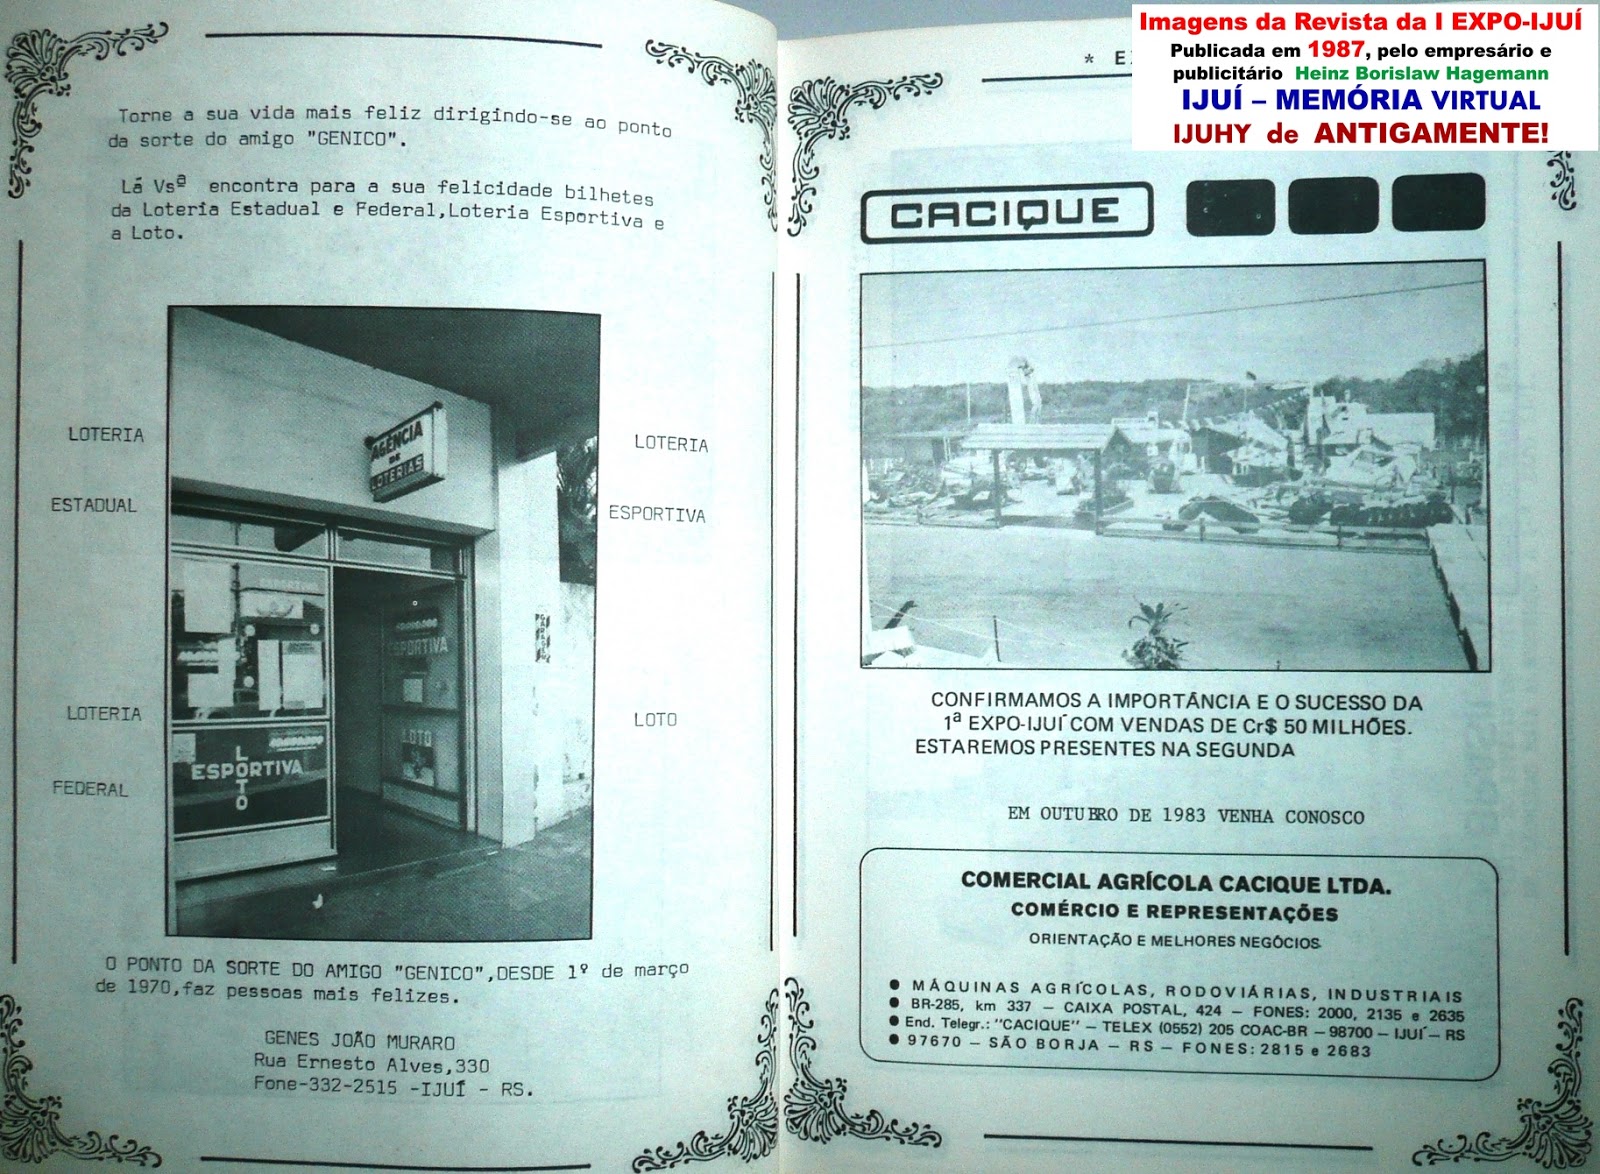 Imagens da Revista da I EXPO-IJUÍ
Publicada em 1987, pelo empresário e
publicitário Heinz Borislaw Hagemann
IJUÍ – MEMÓRIA VIRTUAL
IJUHY de ANTIGAMENTE!
Torne a sua vida mais feliz dirigindo-se ao ponto
da sorte do amigo "GENICO".
Lá Vsª encontra para a sua felicidade bilhetes
da Loteria Estadual e Federal,Loteria Esportiva e
a Loto.
LOTERIA
ESTADUAL
LOTERIA
FEDERAL
AGÊNCIA
DE
LOTERIAS
ESPORTIVA
LOTO
ESPORTIVA
LOTO
GARAGEM
LOTERIA
ESPORTIVA
LOTO
O PONTO DA SORTE DO AMIGO "GENICO",DESDE 1º de março
de 1970,faz pessoas mais felizes.
GENES JOÃO MURARO
Rua Ernesto Alves,330
Fone-332-2515 -IJUÍ - RS.
CACIQUE
CONFIRMAMOS A IMPORTÂNCIA E O SUCESSO DA
1ª EXPO-IJUÍ COM VENDAS DE Cr$ 50 MILHÕES.
ESTAREMOS PRESENTES NA SEGUNDA
EM OUTUBRO DE 1983 VENHA CONOSCO
COMERCIAL AGRÍCOLA CACIQUE LTDA.
COMÉRCIO E REPRESENTAÇÕES
ORIENTAÇÃO E MELHORES NEGÓCIOS
● MÁQUINAS AGRÍCOLAS, RODOVIÁRIAS, INDUSTRIAIS
● BR-285, km 337 – CAIXA POSTAL, 424 – FONES: 2000, 2135 e 2635
● End. Telegr.: "CACIQUE" – TELEX (0552) 205 COAC-BR – 98700 – IJUÍ – RS
● 97670 – SÃO BORJA – RS – FONES: 2815 e 2683